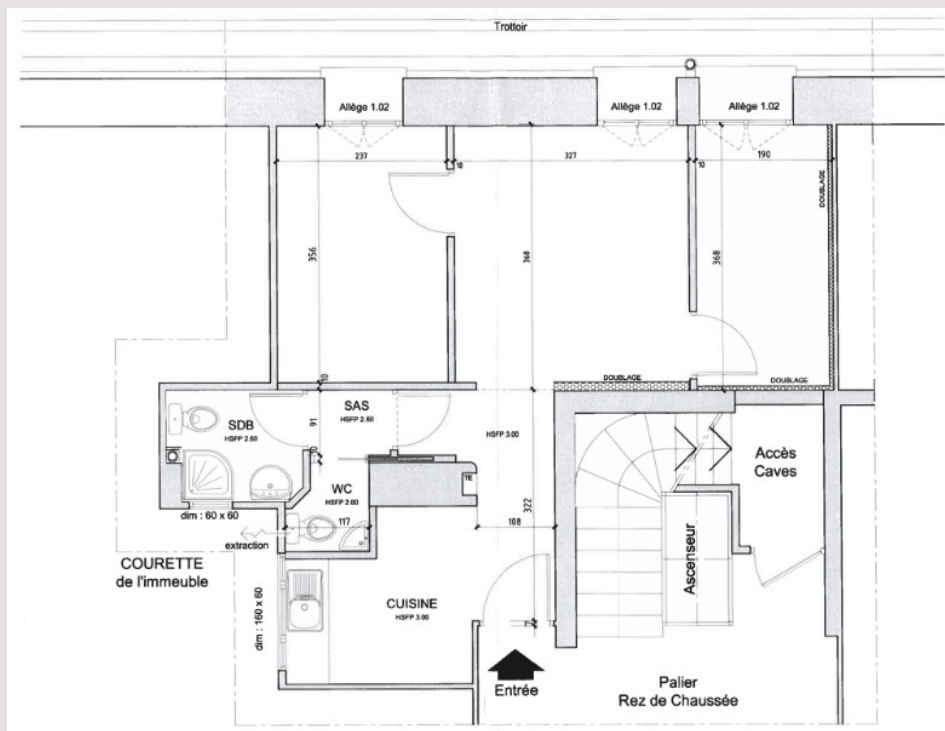 Trottoir
Allège 1.02
Allège 1.02
Allège 1.02
237
10
327
10
190
DOUBLAGE
356
368
368
10
DOUBLAGE
DOUBLAGE
SDB
HSFP 2.60
91
SAS
HSFP 2.60
HSFP 3.00
10
Accès
Caves
WC
HSFP 2.60
TE
322
117
108
dim : 60 x 60
extraction
COURETTE
de l'immeuble
dim : 160 x 60
CUISINE
HSFP 3.00
Ascenseur
7
Entrée
Palier
Rez de Chaussée